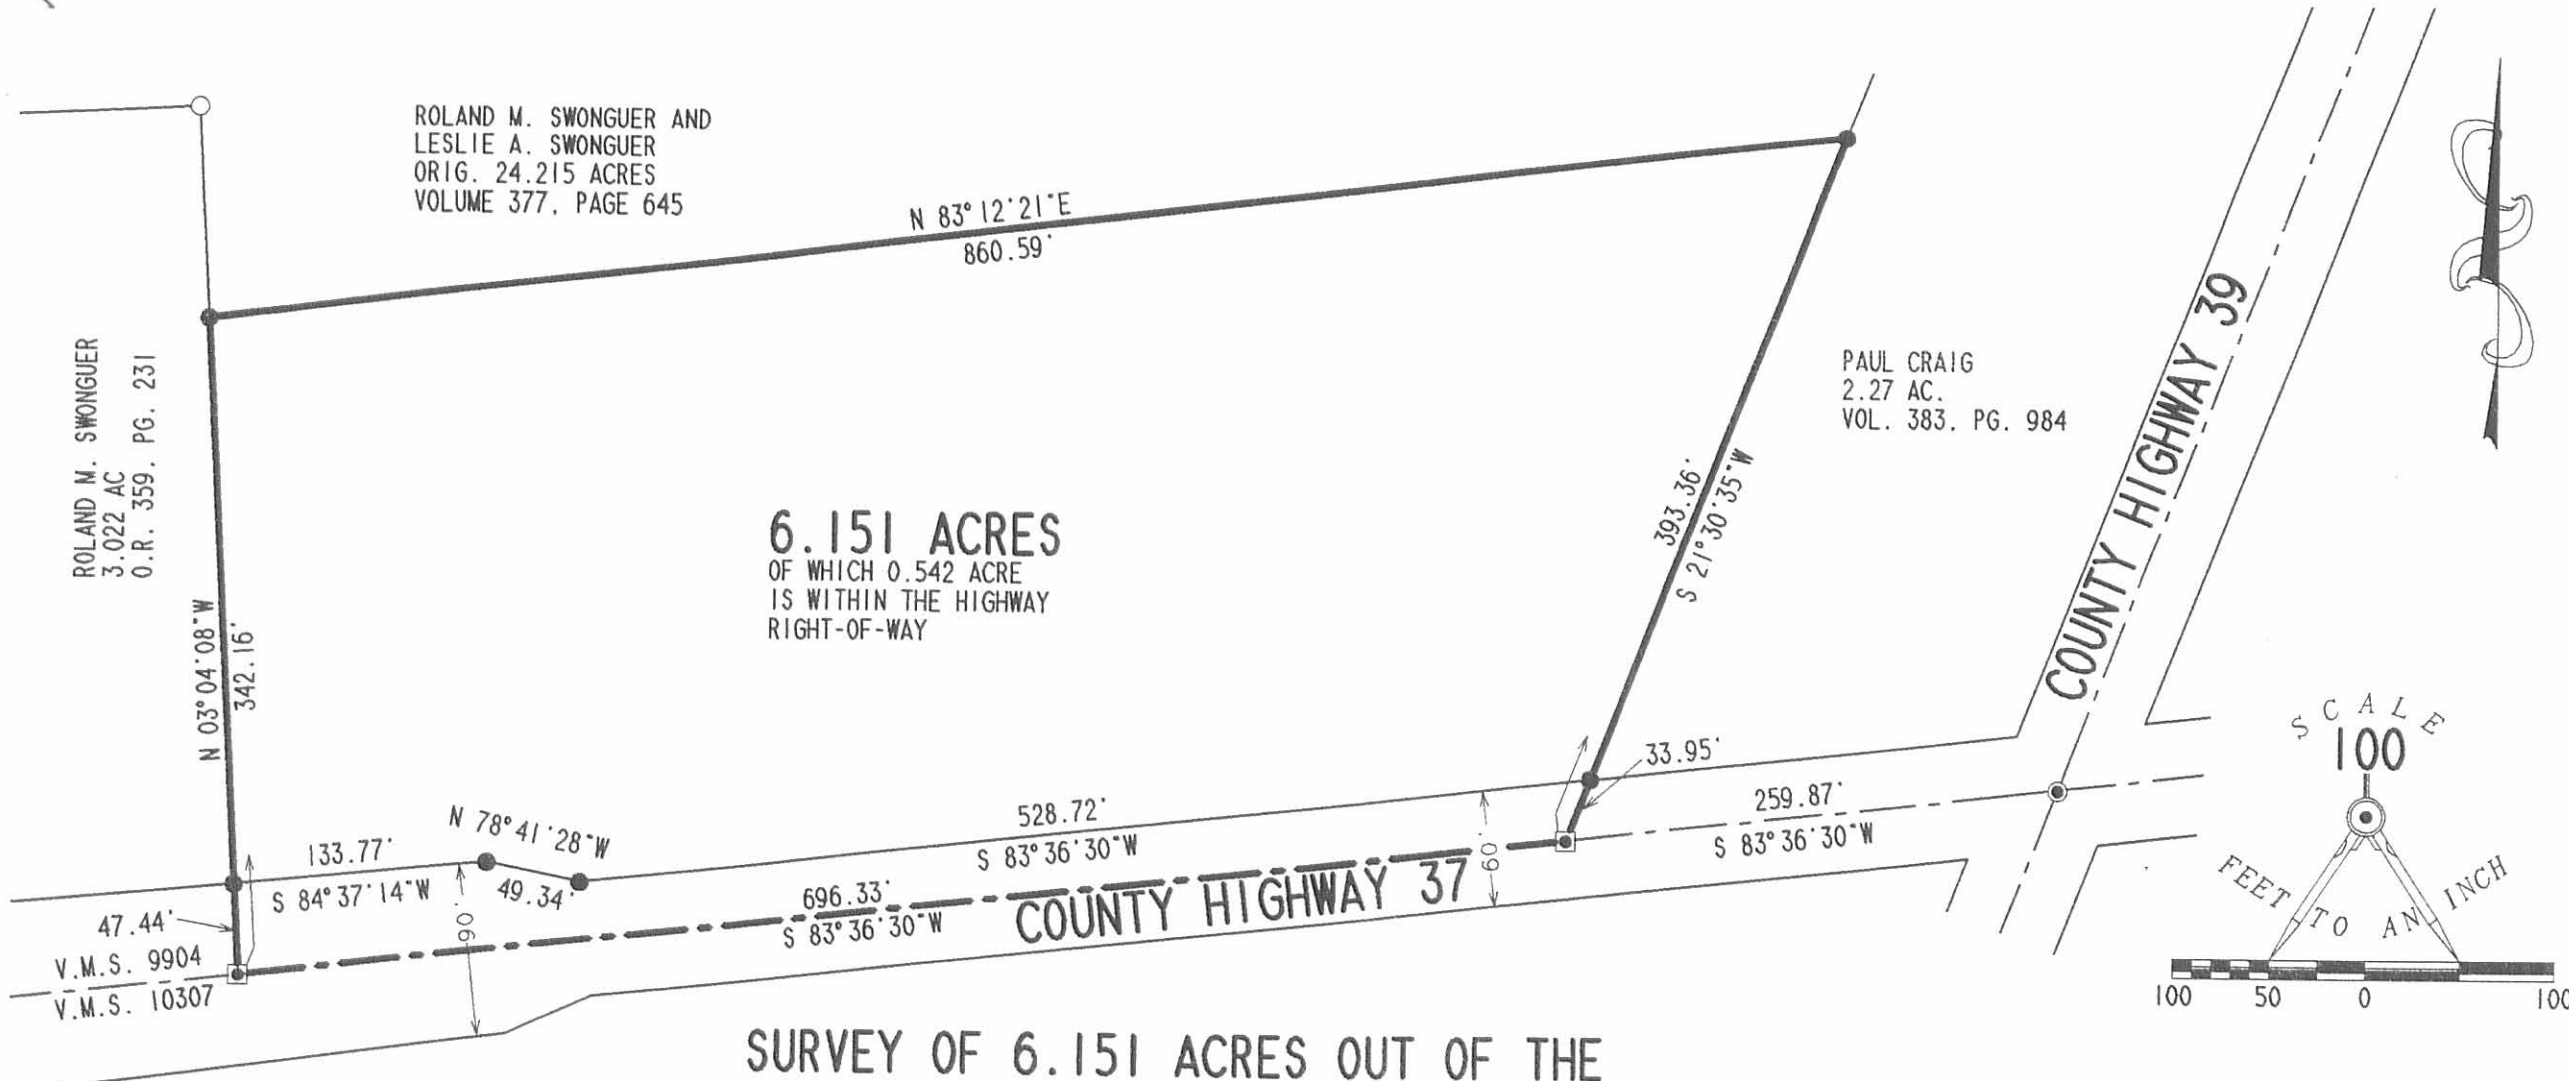 ROLAND M. SWONGUER AND
LESLIE A. SWONGUER
ORIG. 24.215 ACRES
VOLUME 377, PAGE 645
N 83°12'21"E
860.59'
ROLAND M. SWONGUER
3.022 AC
O.R. 359, PG. 231
PAUL CRAIG
2.27 AC.
VOL. 383, PG. 984
COUNTY HIGHWAY 39
393.36'
S 21°30'35"W
6.151 ACRES
OF WHICH 0.542 ACRE
IS WITHIN THE HIGHWAY
RIGHT-OF-WAY
N 03°04'08"W
342.16'
33.95'
259.87'
S 83°36'30"W
528.72'
S 83°36'30"W
N 78°41'28"W
49.34'
133.77'
S 84°37'14"W
47.44'
90'
60'
696.33'
S 83°36'30"W
COUNTY HIGHWAY 37
V.M.S. 9904
V.M.S. 10307
SCALE
100
FEET TO AN INCH
100 50 0 100
SURVEY OF 6.151 ACRES OUT OF THE